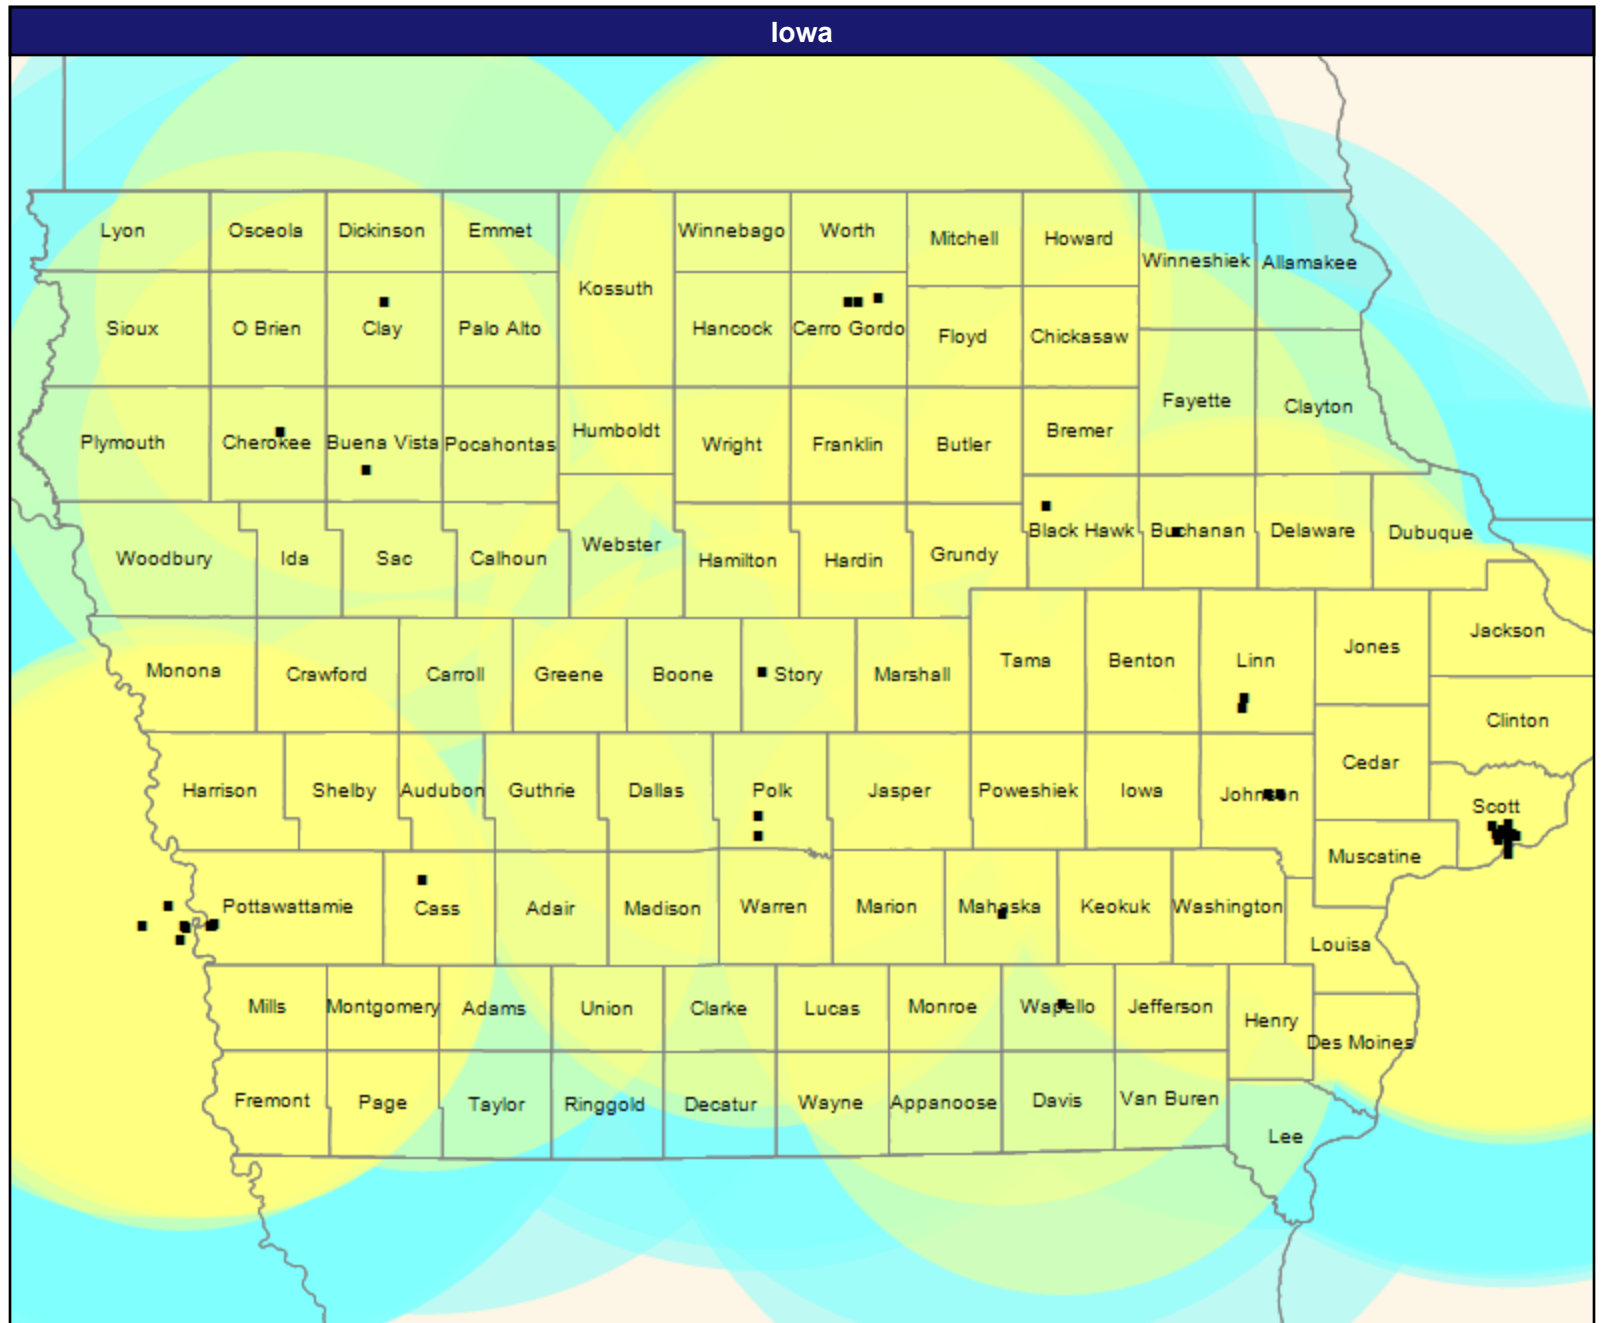 Iowa
Lyon
Osceola
Dickinson
Emmet
Winnebago
Worth
Mitchell
Howard
Winneshiek
Allamakee
Kossuth
Sioux
O Brien
Clay
Palo Alto
Hancock
Cerro Gordo
Floyd
Chickasaw
Fayette
Clayton
Plymouth
Cherokee
Buena Vista
Pocahontas
Humboldt
Wright
Franklin
Butler
Bremer
Woodbury
Ida
Sac
Calhoun
Webster
Hamilton
Hardin
Grundy
Black Hawk
Buchanan
Delaware
Dubuque
Monona
Crawford
Carroll
Greene
Boone
Story
Marshall
Tama
Benton
Linn
Jones
Jackson
Clinton
Harrison
Shelby
Audubon
Guthrie
Dallas
Polk
Jasper
Poweshiek
Iowa
Johnson
Cedar
Scott
Muscatine
Pottawattamie
Cass
Adair
Madison
Warren
Marion
Mahaska
Keokuk
Washington
Louisa
Mills
Montgomery
Adams
Union
Clarke
Lucas
Monroe
Wapello
Jefferson
Henry
Des Moines
Fremont
Page
Taylor
Ringgold
Decatur
Wayne
Appanoose
Davis
Van Buren
Lee